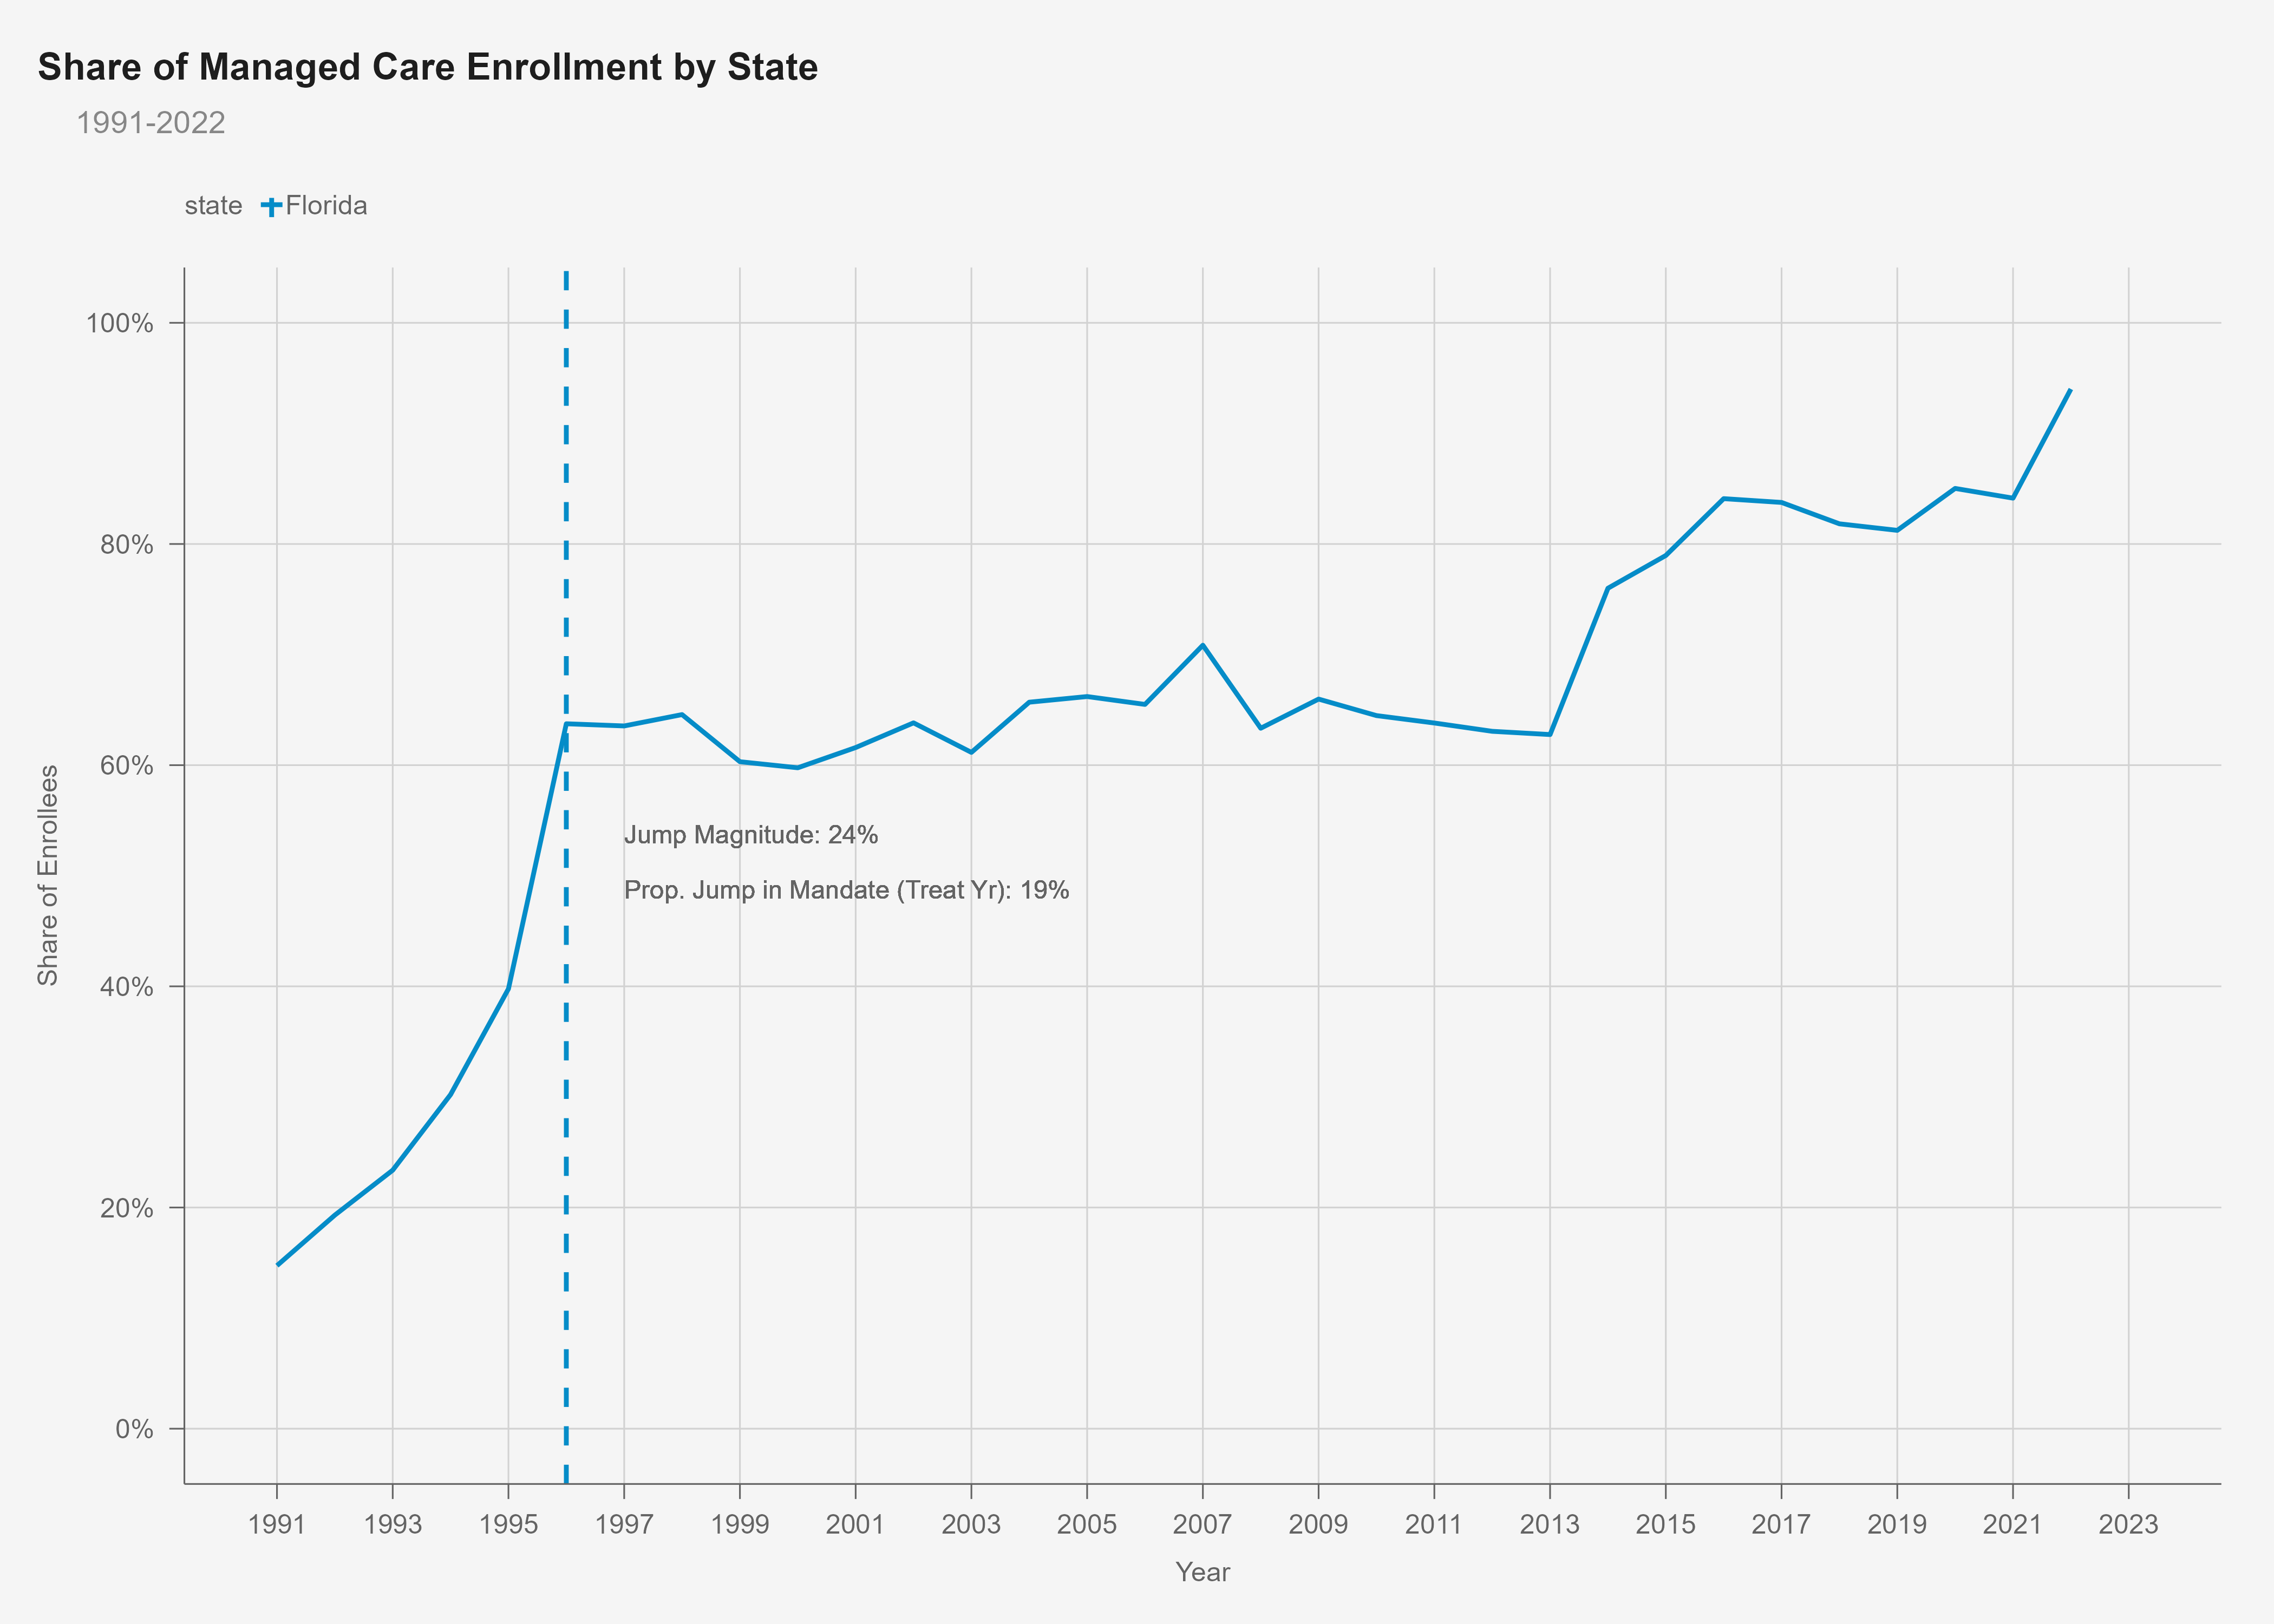 Share of Managed Care Enrollment by State
1991-2022
state Florida
100%
80%
60%
40%
20%
0%
Share of Enrollees
Jump Magnitude: 24%
Prop. Jump in Mandate (Treat Yr): 19%
1991 1993 1995 1997 1999 2001 2003 2005 2007 2009 2011 2013 2015 2017 2019 2021 2023
Year